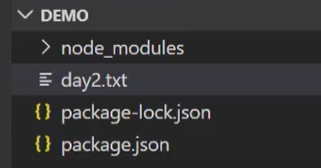 DEMO
node_modules
day2.txt
{} package-lock.json
{} package.json